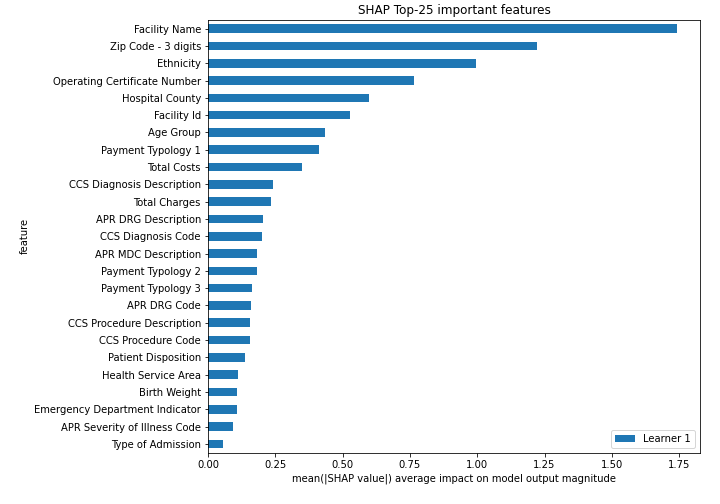 SHAP Top-25 important features
Facility Name
Zip Code - 3 digits
Ethnicity
Operating Certificate Number
Hospital County
Facility Id
Age Group
Payment Typology 1
Total Costs
CCS Diagnosis Description
Total Charges
APR DRG Description
CCS Diagnosis Code
APR MDC Description
Payment Typology 2
Payment Typology 3
APR DRG Code
CCS Procedure Description
CCS Procedure Code
Patient Disposition
Health Service Area
Birth Weight
Emergency Department Indicator
APR Severity of Illness Code
Type of Admission
feature
Learner 1
0.00 0.25 0.50 0.75 1.00 1.25 1.50 1.75
mean(|SHAP value|) average impact on model output magnitude